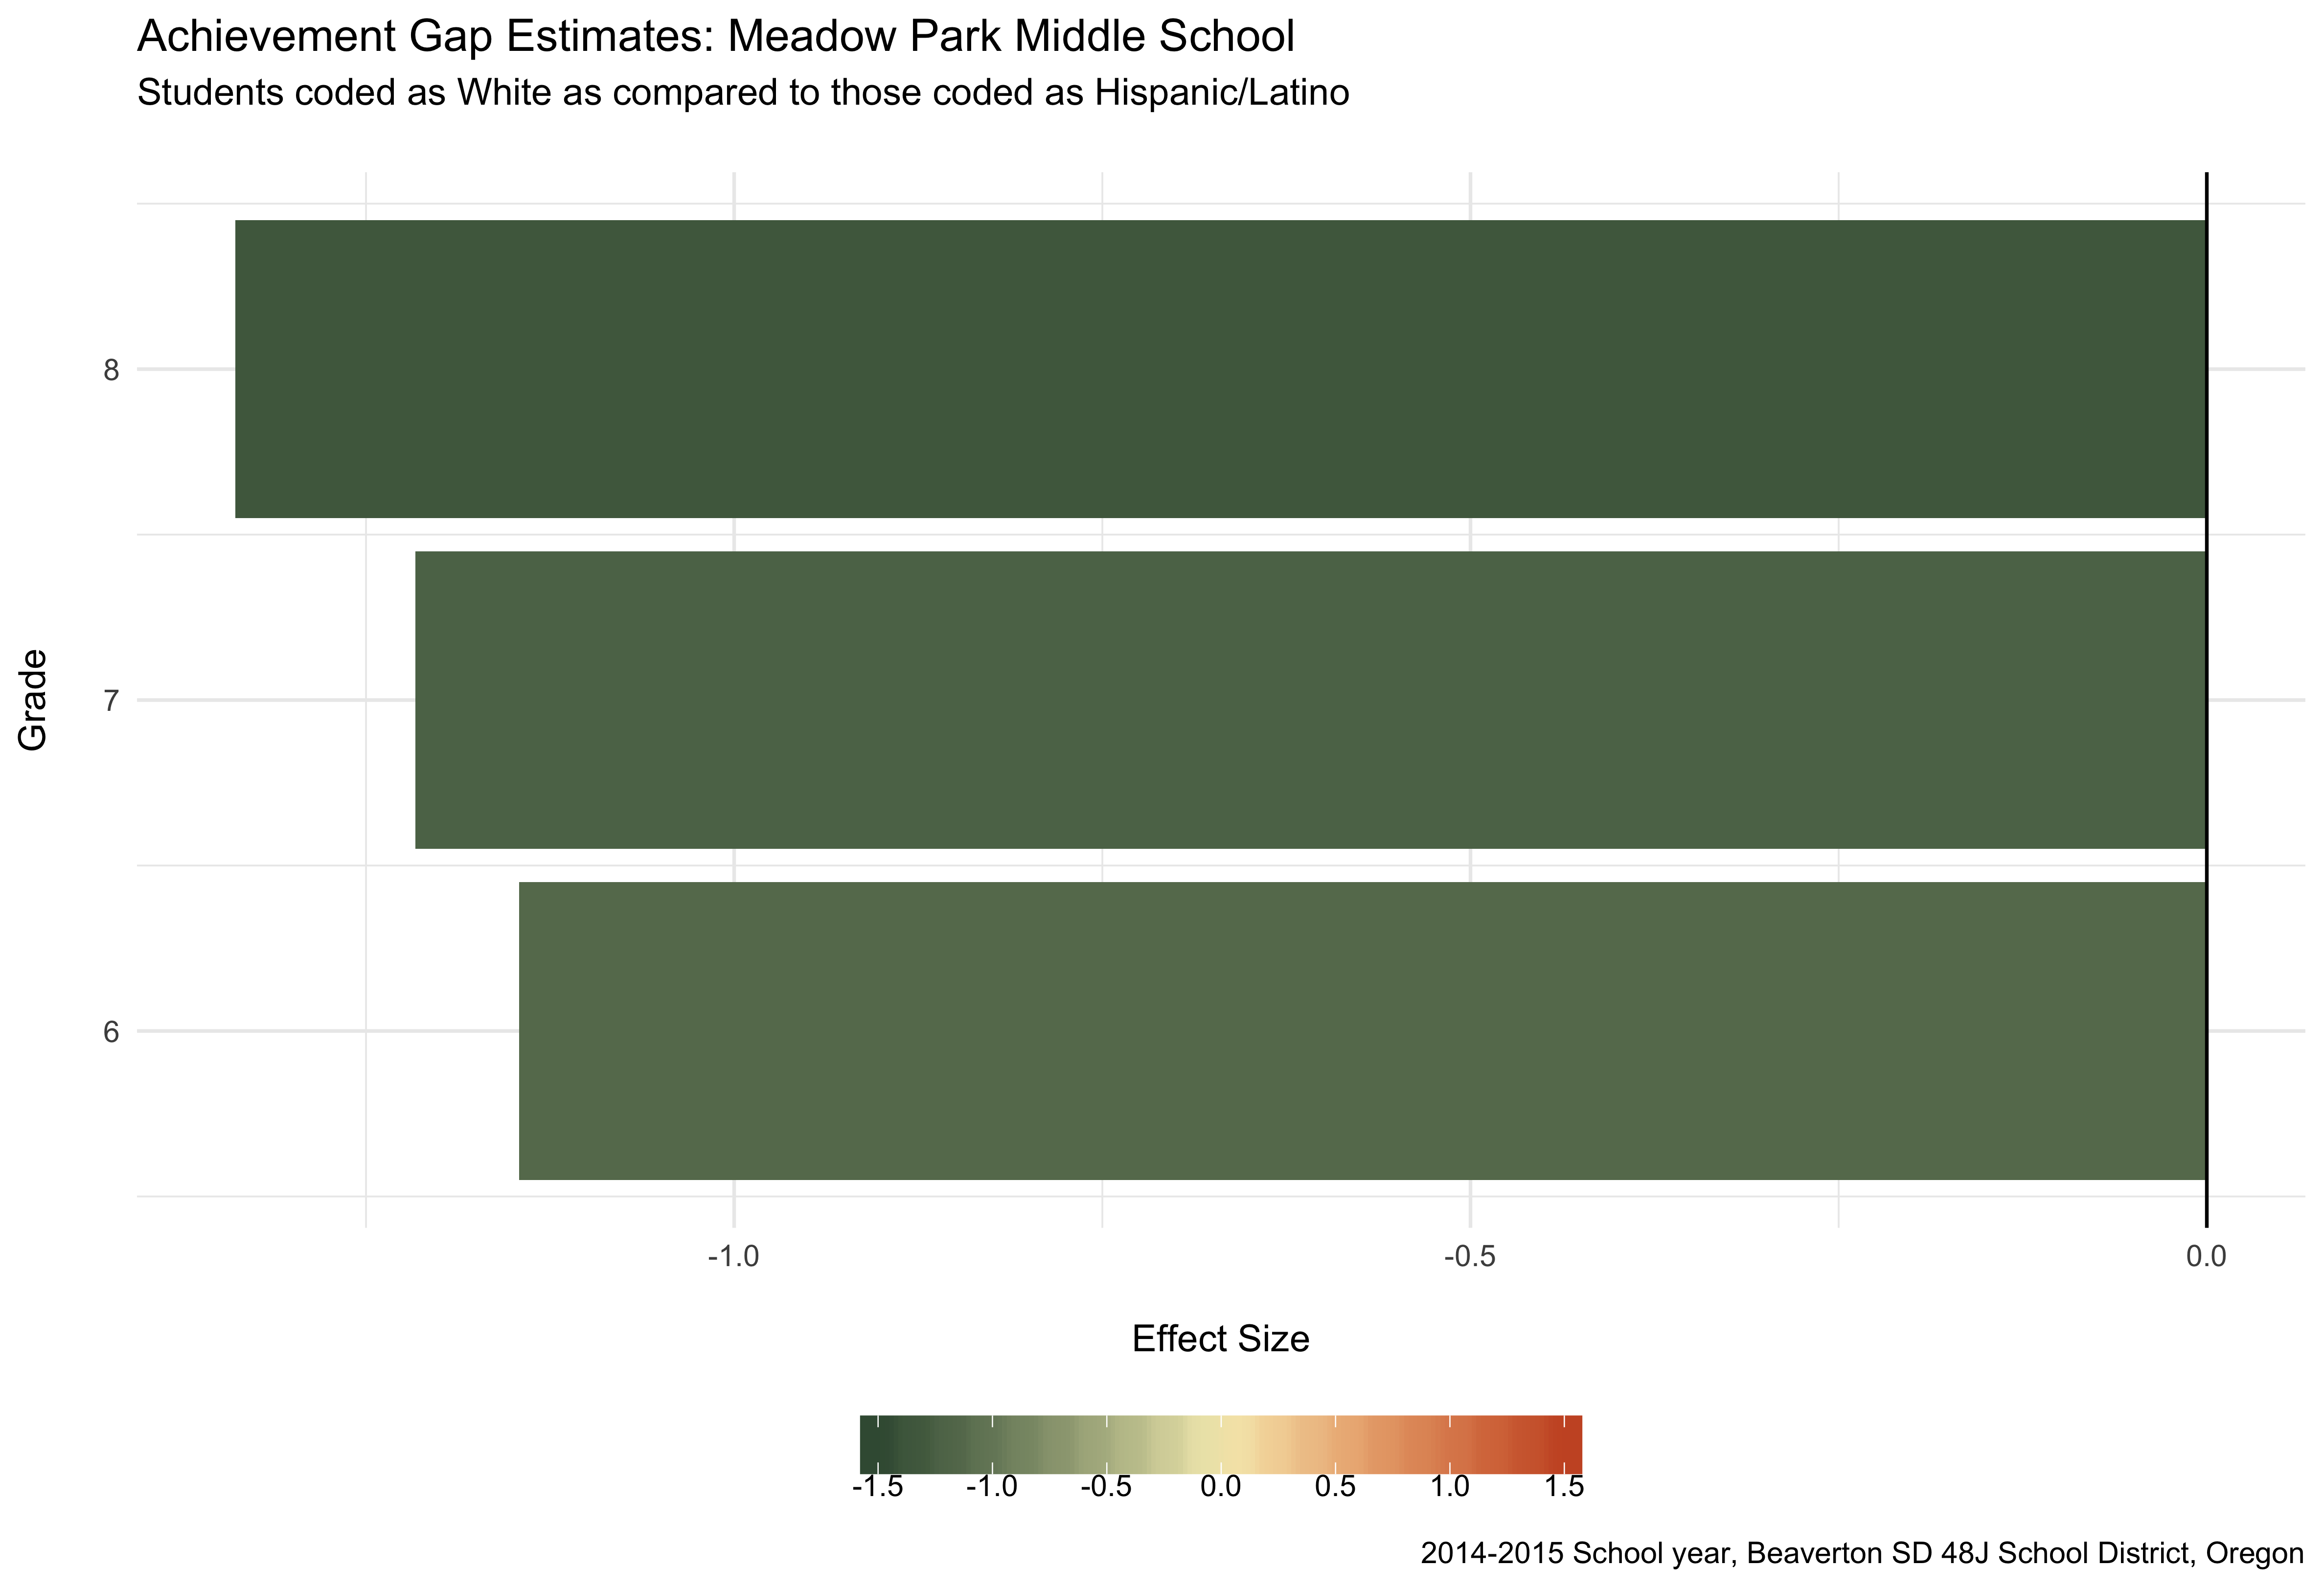 Achievement Gap Estimates: Meadow Park Middle School
Students coded as White as compared to those coded as Hispanic/Latino
8
7
6
Grade
-1.0 -0.5 0.0
Effect Size
-1.5 -1.0 -0.5 0.0 0.5 1.0 1.5
2014-2015 School year, Beaverton SD 48J School District, Oregon